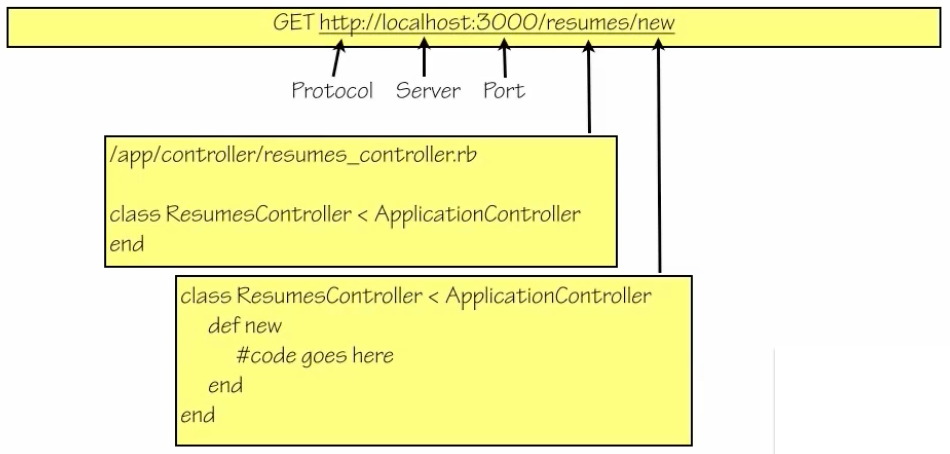 GET http://localhost:3000/resumes/new
Protocol Server Port
/app/controller/resumes_controller.rb
class ResumesController < ApplicationController
end
class ResumesController < ApplicationController
def new
#code goes here
end
end